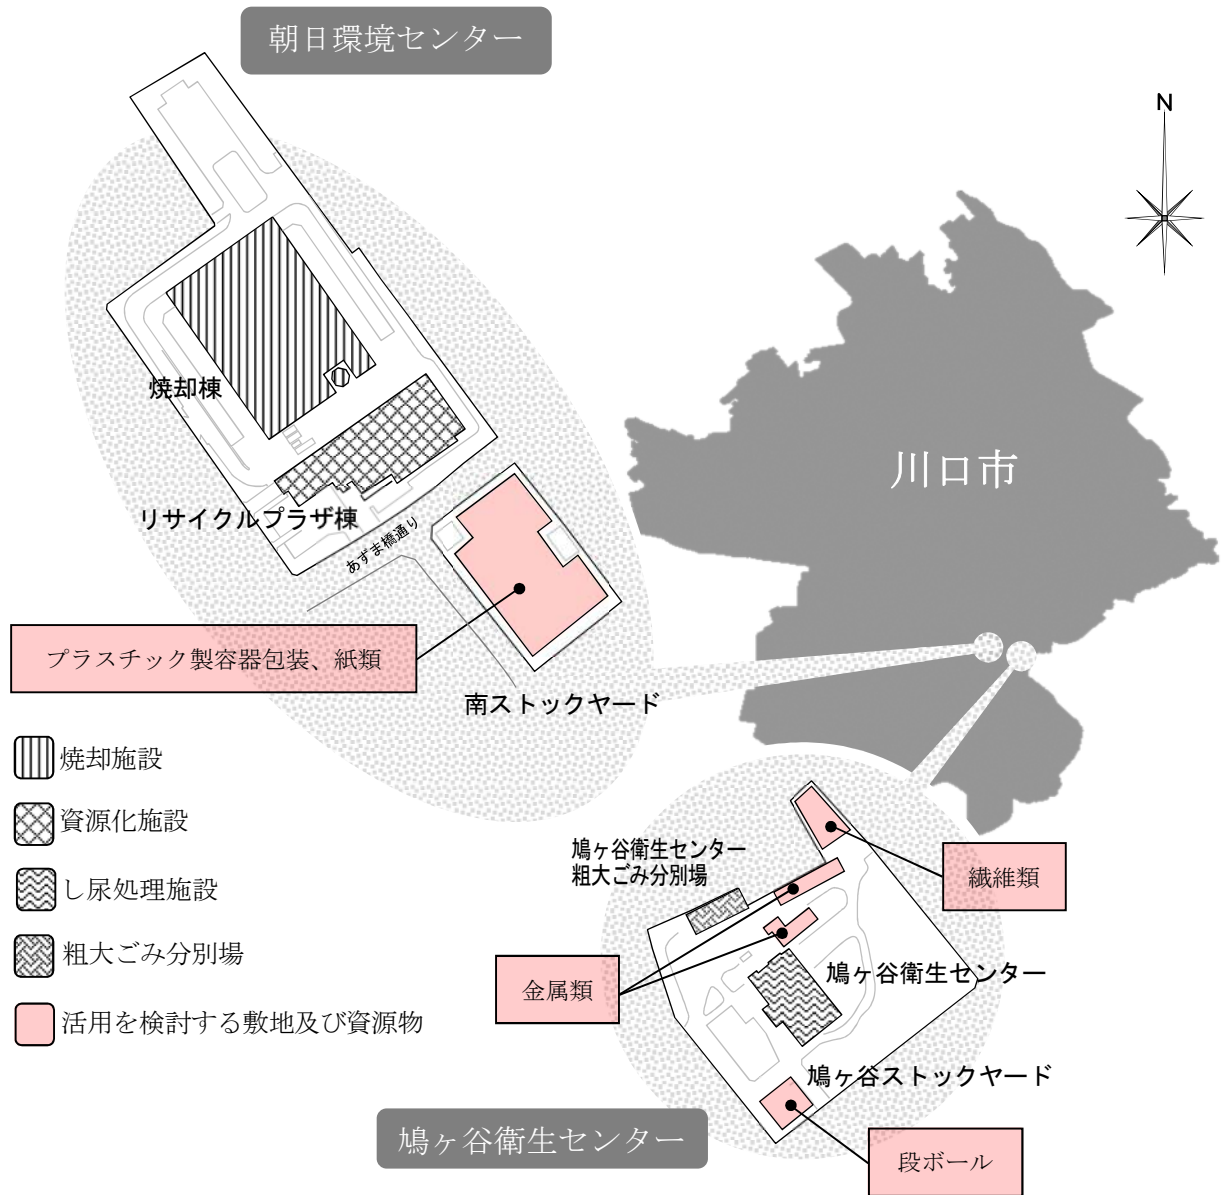 朝日環境センター
N
焼却棟
川口市
リサイクルプラザ棟
あずま橋通り
プラスチック製容器包装、紙類
南ストックヤード
焼却施設
資源化施設
し尿処理施設
粗大ごみ分別場
活用を検討する敷地及び資源物
鳩ヶ谷衛生センター
粗大ごみ分別場
繊維類
金属類
鳩ヶ谷衛生センター
鳩ヶ谷ストックヤード
鳩ヶ谷衛生センター
段ボール